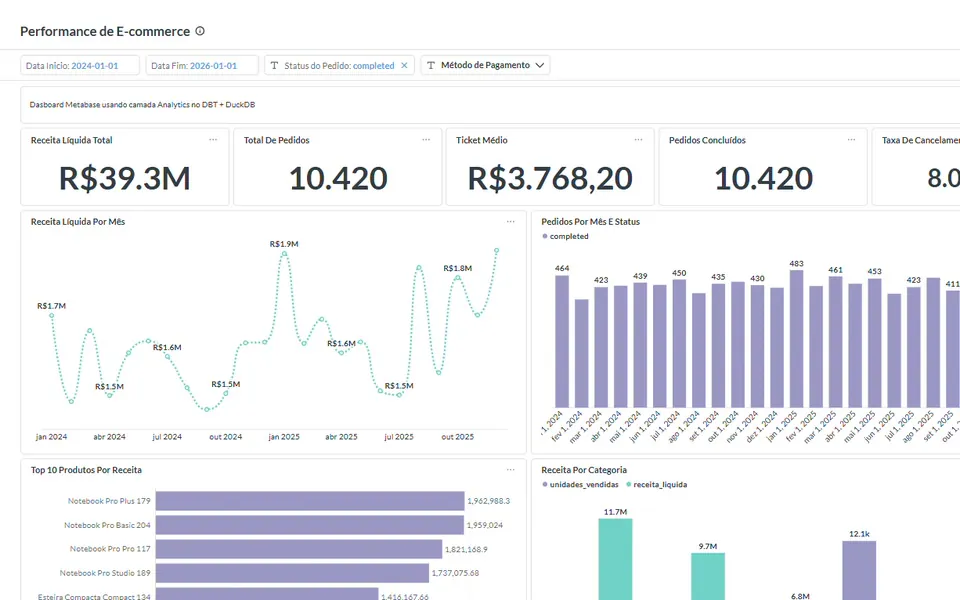 Performance de E-commerce
Data Início: 2024-01-01
Data Fim: 2026-01-01
Status do Pedido: completed
Método de Pagamento
Dasboard Metabase usando camada Analytics no DBT + DuckDB
Receita Líquida Total
R$39.3M
Total De Pedidos
10.420
Ticket Médio
R$3.768,20
Pedidos Concluídos
10.420
Taxa De Cancelamen
8.0
Receita Líquida Por Mês
R$1.7M
R$1.5M
R$1.6M
R$1.5M
R$1.9M
R$1.6M
R$1.5M
R$1.8M
jan 2024
abr 2024
jul 2024
out 2024
jan 2025
abr 2025
jul 2025
out 2025
Pedidos Por Mês E Status
completed
464
423
439
450
435
430
483
461
453
423
411
1, 2024
fev 1, 2024
mar 1, 2024
abr 1, 2024
mai 1, 2024
jun 1, 2024
jul 1, 2024
ago 1, 2024
set 1, 2024
out 1, 2024
nov 1, 2024
dez 1, 2024
jan 1, 2025
fev 1, 2025
mar 1, 2025
abr 1, 2025
mai 1, 2025
jun 1, 2025
jul 1, 2025
ago 1, 2025
set 1, 2025
out 1,
Top 10 Produtos Por Receita
Notebook Pro Plus 179
1,962,988.3
Notebook Pro Basic 204
1,959,024
Notebook Pro Pro 117
1,821,168.9
Notebook Pro Studio 189
1,737,075.68
Esteira Compacta Compact 134
1,416,167.66
Receita Por Categoria
unidades_vendidas
receita_liquida
11.7M
9.7M
6.8M
12.1k